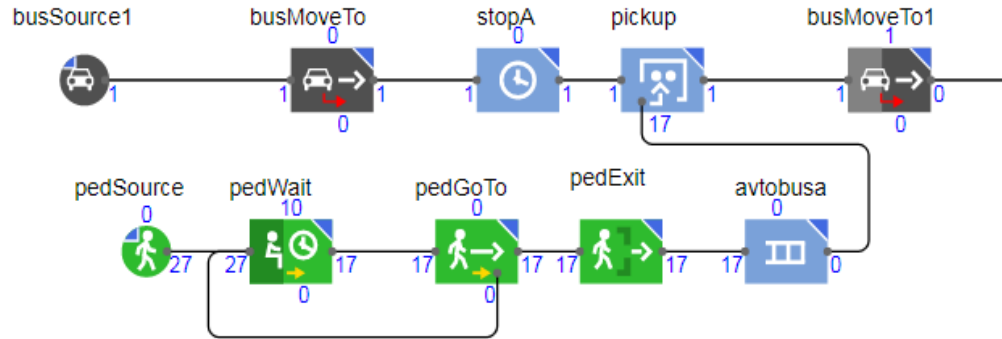 busSource1 busMoveTo stopA pickup busMoveTo1
0 0 1
1 1 1 1 1 1 1 1 0
0 17 0
pedSource pedWait pedGoTo pedExit avtobusa
0 10 0 0
27 27 17 17 17 17 17 17 0
0 0